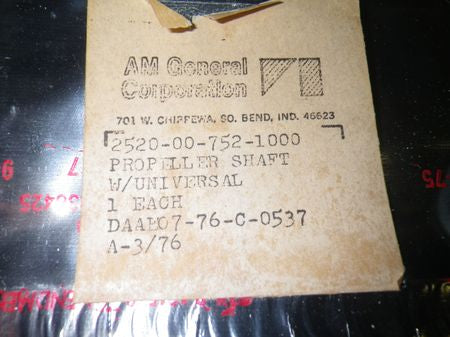 AM General
Corporation
701 W. CHIPPEWA, SO. BEND, IND. 46623
2520-00-752-1000
PROPELLER SHAFT
W/UNIVERSAL
1 EACH
DAAE07-76-C-0537
A-3/76